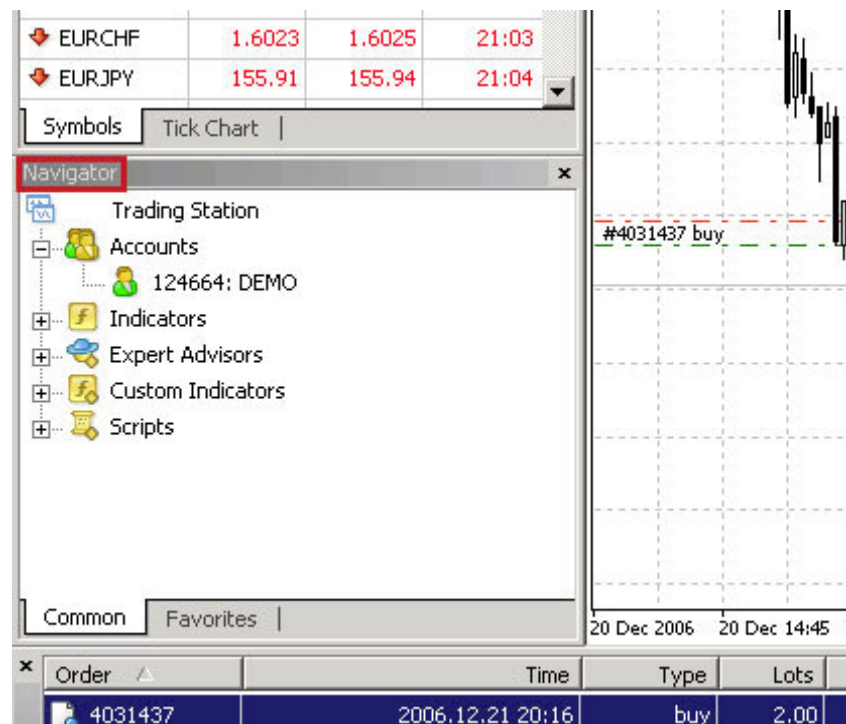 EURCHF 1.6023 1.6025 21:03
EURJPY 155.91 155.94 21:04
Symbols Tick Chart
Navigator
Trading Station
Accounts
124664: DEMO
Indicators
Expert Advisors
Custom Indicators
Scripts
Common Favorites
#4031437 buy
20 Dec 2006 20 Dec 14:45
Order Time Type Lots
4031437 2006.12.21 20:16 buy 2.00